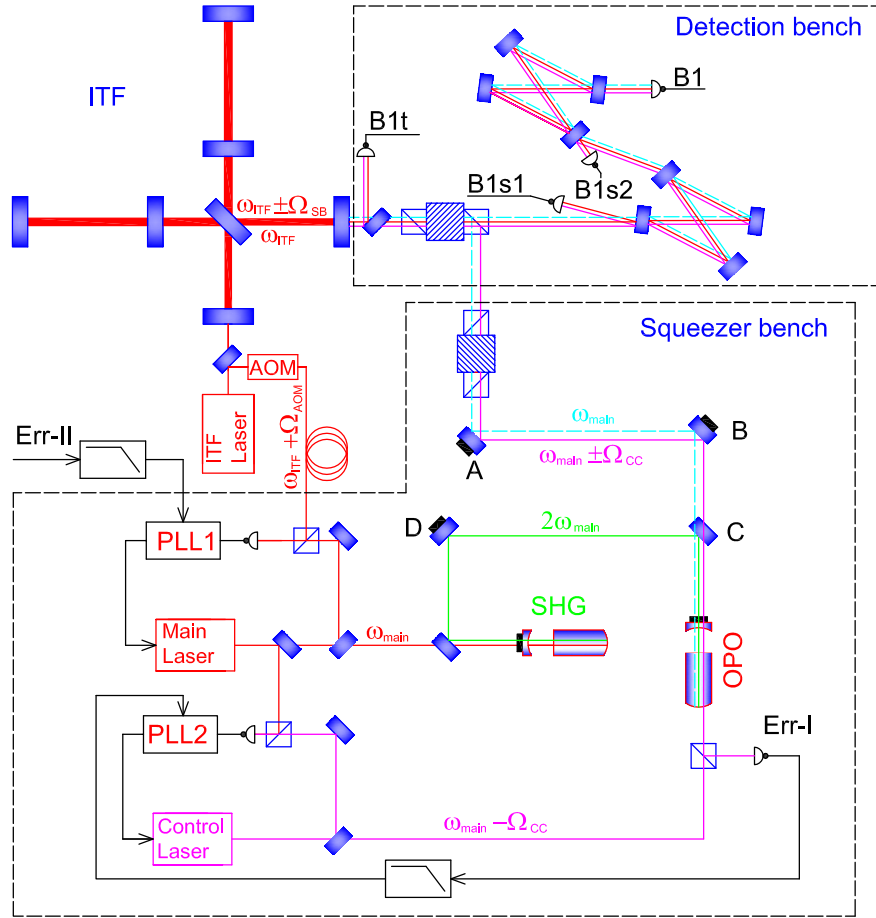 Detection bench
ITF
B1
B1t
B1s1
B1s2
ω_ITF ± Ω_SB
ω_ITF
Squeezer bench
AOM
ITF
Laser
ω_ITF + Ω_AOM
ω_main
B
A
ω_main ± Ω_CC
Err-II
D
2ω_main
C
PLL1
SHG
Main
Laser
ω_main
OPO
PLL2
Err-I
Control
Laser
ω_main − Ω_CC